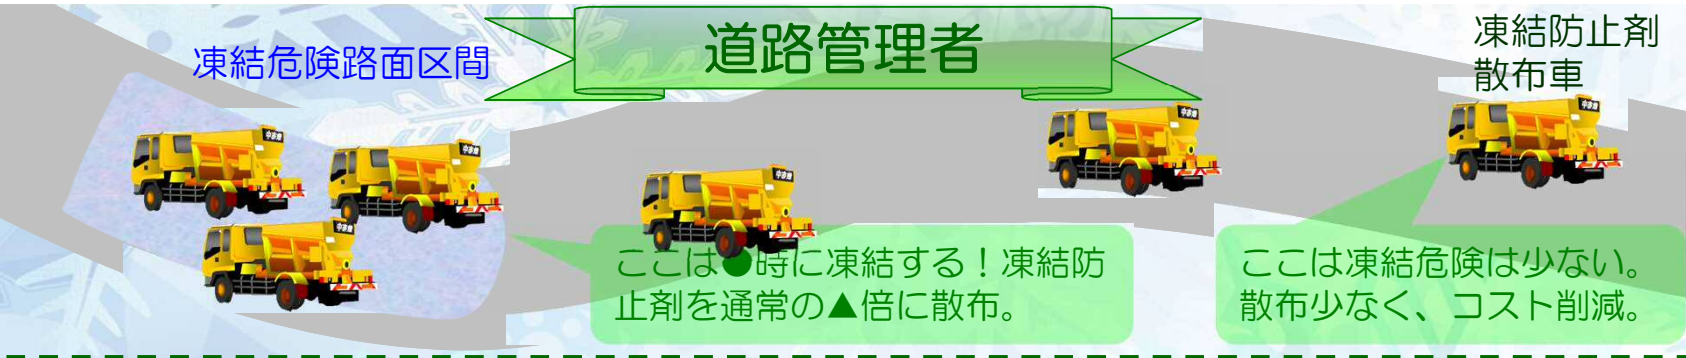 道路管理者
凍結危険路面区間
凍結防止剤
散布車
ここは●時に凍結する！凍結防
止剤を通常の▲倍に散布。
ここは凍結危険は少ない。
散布少なく、コスト削減。